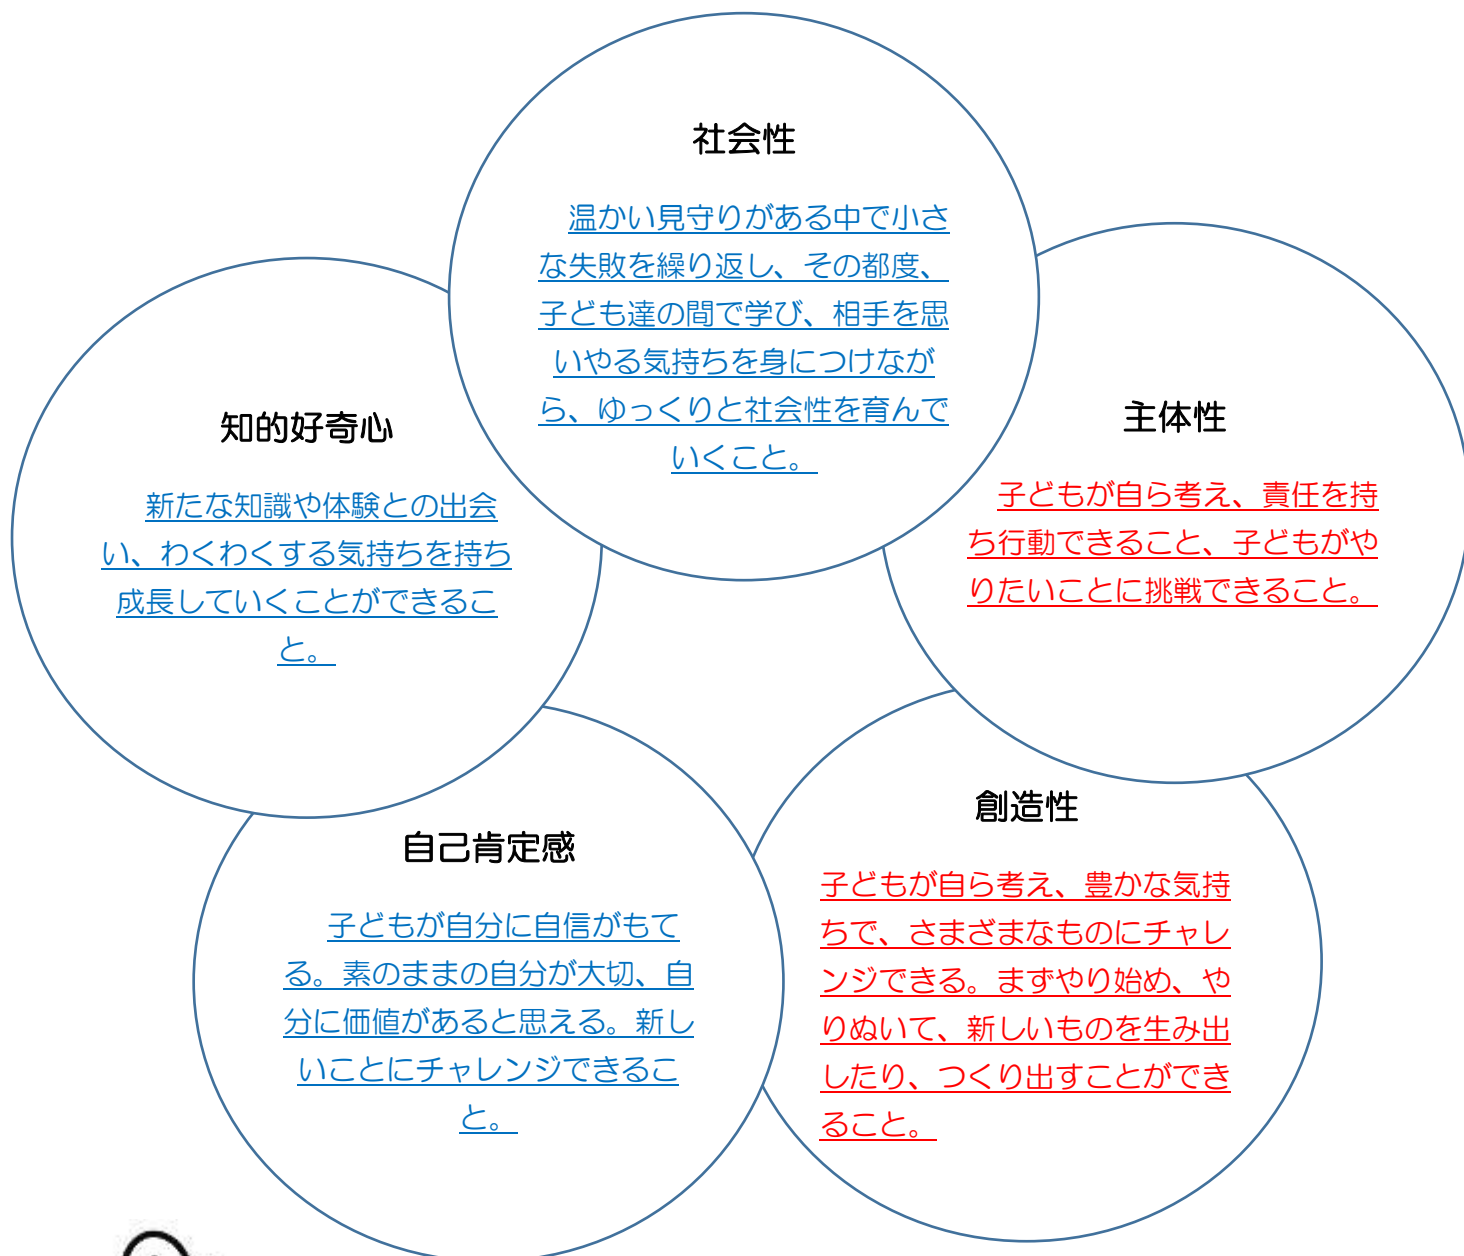 社会性
温かい見守りがある中で小さ
な失敗を繰り返し、その都度、
子ども達の間で学び、相手を思
いやる気持ちを身につけなが
ら、ゆっくりと社会性を育んで
いくこと。
知的好奇心
新たな知識や体験との出会
い、わくわくする気持ちを持ち
成長していくことができるこ
と。
主体性
子どもが自ら考え、責任を持
ち行動できること、子どもがや
りたいことに挑戦できること。
自己肯定感
子どもが自分に自信がもて
る。素のままの自分が大切、自
分に価値があると思える。新し
いことにチャレンジできるこ
と。
創造性
子どもが自ら考え、豊かな気持
ちで、さまざまなものにチャレ
ンジできる。まずやり始め、や
りぬいて、新しいものを生み出
したり、つくり出すことができ
ること。